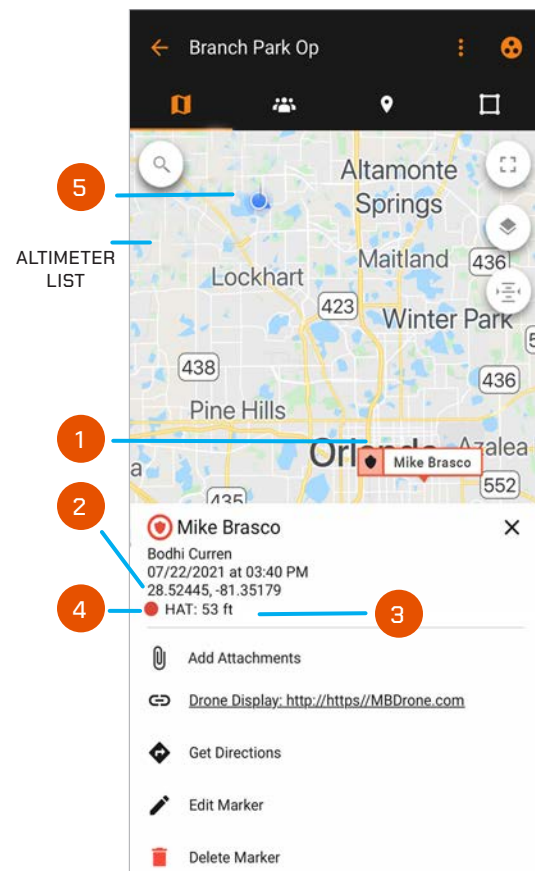 Branch Park Op
5
Altamonte
Springs
ALTIMETER
LIST
Maitland
436
Lockhart
423
Winter Park
438
436
Pine Hills
1
Azalea
Mike Brasco
552
435
2
Mike Brasco
Bodhi Curren
07/22/2021 at 03:40 PM
28.52445, -81.35179
4
HAT: 53 ft
3
Add Attachments
Drone Display: http://https//MBDrone.com
Get Directions
Edit Marker
Delete Marker